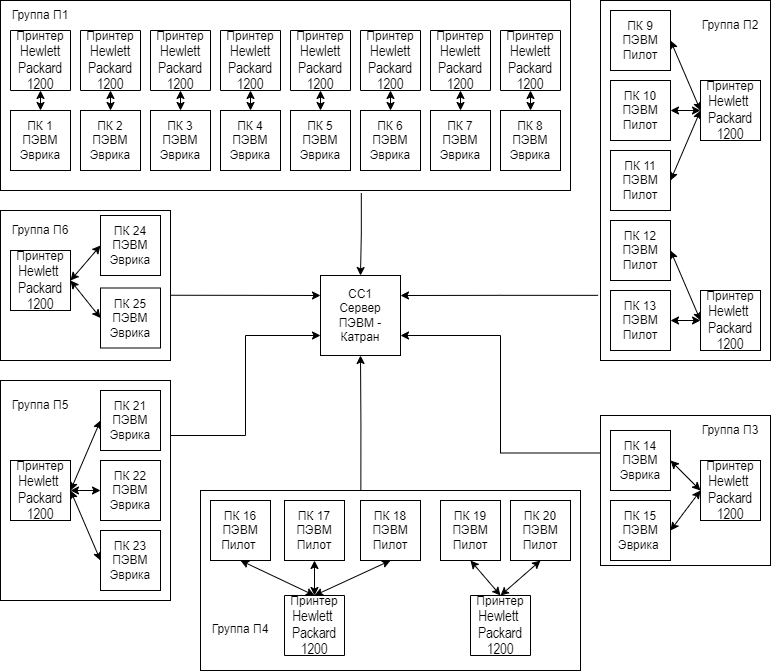 Группа П1
Принтер
Hewlett
Packard
1200
Принтер
Hewlett
Packard
1200
Принтер
Hewlett
Packard
1200
Принтер
Hewlett
Packard
1200
Принтер
Hewlett
Packard
1200
Принтер
Hewlett
Packard
1200
Принтер
Hewlett
Packard
1200
Принтер
Hewlett
Packard
1200
ПК 1
ПЭВМ
Эврика
ПК 2
ПЭВМ
Эврика
ПК 3
ПЭВМ
Эврика
ПК 4
ПЭВМ
Эврика
ПК 5
ПЭВМ
Эврика
ПК 6
ПЭВМ
Эврика
ПК 7
ПЭВМ
Эврика
ПК 8
ПЭВМ
Эврика
Группа П2
ПК 9
ПЭВМ
Пилот
ПК 10
ПЭВМ
Пилот
ПК 11
ПЭВМ
Пилот
Принтер
Hewlett
Packard
1200
ПК 12
ПЭВМ
Пилот
ПК 13
ПЭВМ
Пилот
Принтер
Hewlett
Packard
1200
Группа П6
Принтер
Hewlett
Packard
1200
ПК 24
ПЭВМ
Эврика
ПК 25
ПЭВМ
Эврика
СС1
Сервер
ПЭВМ -
Катран
Группа П5
Принтер
Hewlett
Packard
1200
ПК 21
ПЭВМ
Эврика
ПК 22
ПЭВМ
Эврика
ПК 23
ПЭВМ
Эврика
Группа П3
ПК 14
ПЭВМ
Эврика
ПК 15
ПЭВМ
Эврика
Принтер
Hewlett
Packard
1200
ПК 16
ПЭВМ
Пилот
ПК 17
ПЭВМ
Пилот
ПК 18
ПЭВМ
Пилот
ПК 19
ПЭВМ
Пилот
ПК 20
ПЭВМ
Пилот
Группа П4
Принтер
Hewlett
Packard
1200
Принтер
Hewlett
Packard
1200